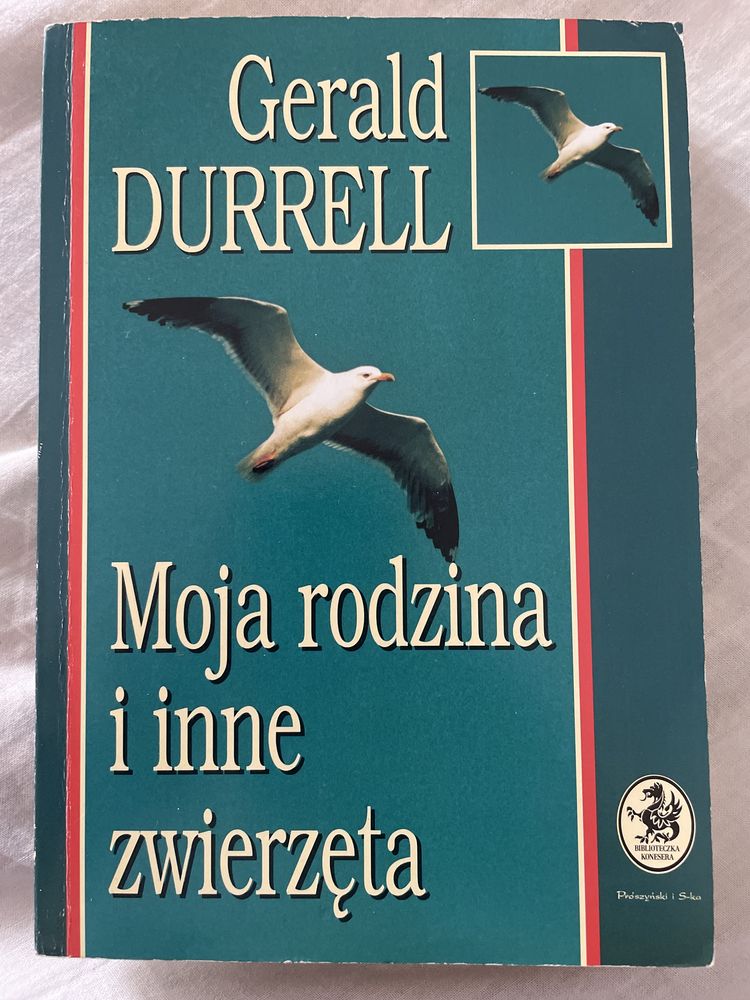 Gerald
DURRELL
Moja rodzina
i inne
zwierzęta
BIBLIOTECZKA
KONESERA
Prószyński i S-ka